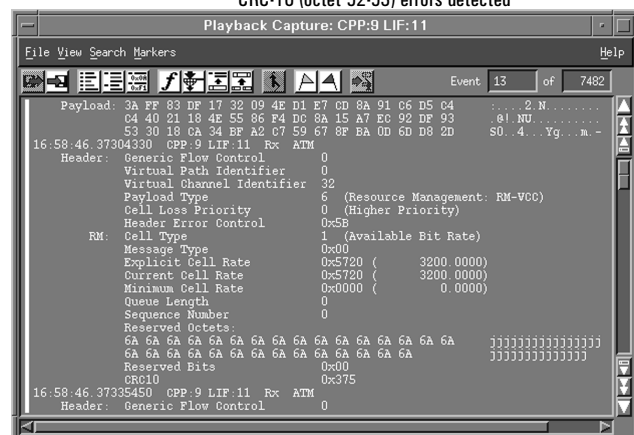 CRC-10 (octet 52-53) errors detected
Playback Capture: CPP:9 LIF:11
File View Search Markers Help
Event 13 of 7482
Payload: 3A FF 83 DF 17 32 09 4E D1 E7 CD 8A 91 C6 D5 C4 :....2.N........
C4 40 21 18 4E 55 86 F4 DC 8A 15 A7 EC 92 DF 93 .@!.NU..........
53 30 18 CA 34 BF A2 C7 59 67 8F BA 0D 6D D8 2D S0..4...Yg...m.-
16:58:46.37304330 CPP:9 LIF:11 Rx ATM
Header: Generic Flow Control 0
Virtual Path Identifier 0
Virtual Channel Identifier 32
Payload Type 6 (Resource Management: RM-VCC)
Cell Loss Priority 0 (Higher Priority)
Header Error Control 0x5B
RM: Cell Type 1 (Available Bit Rate)
Message Type 0x00
Explicit Cell Rate 0x5720 ( 3200.0000)
Current Cell Rate 0x5720 ( 3200.0000)
Minimum Cell Rate 0x0000 ( 0.0000)
Queue Length 0
Sequence Number 0
Reserved Octets:
6A 6A 6A 6A 6A 6A 6A 6A 6A 6A 6A 6A 6A 6A 6A 6A jjjjjjjjjjjjjjjj
6A 6A 6A 6A 6A 6A 6A 6A 6A 6A 6A 6A 6A 6A jjjjjjjjjjjjjj
Reserved Bits 0x00
CRC10 0x375
16:58:46.37335450 CPP:9 LIF:11 Rx ATM
Header: Generic Flow Control 0